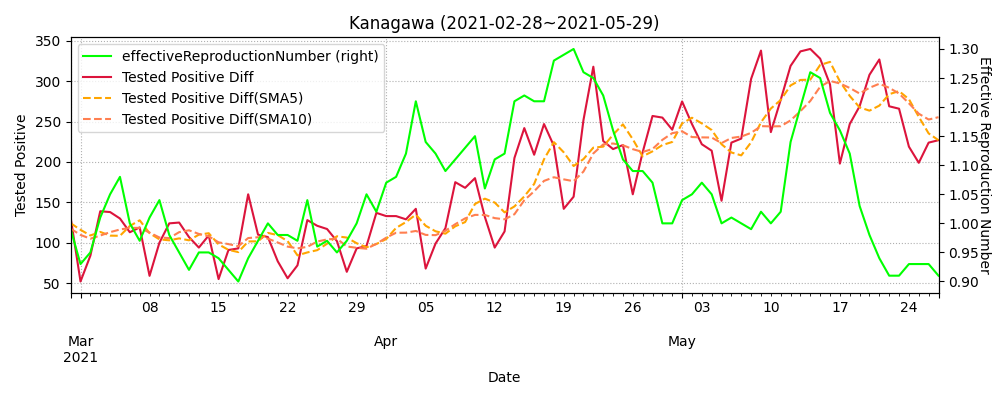 Kanagawa (2021-02-28~2021-05-29)
effectiveReproductionNumber (right)
Tested Positive Diff
Tested Positive Diff(SMA5)
Tested Positive Diff(SMA10)
Tested Positive
350
300
250
200
150
100
50
1.30
1.25
1.20
1.15
1.10
1.05
1.00
0.95
0.90
Effective Reproduction Number
08 15 22 29 05 12 19 26 03 10 17 24
Mar Apr May
2021
Date